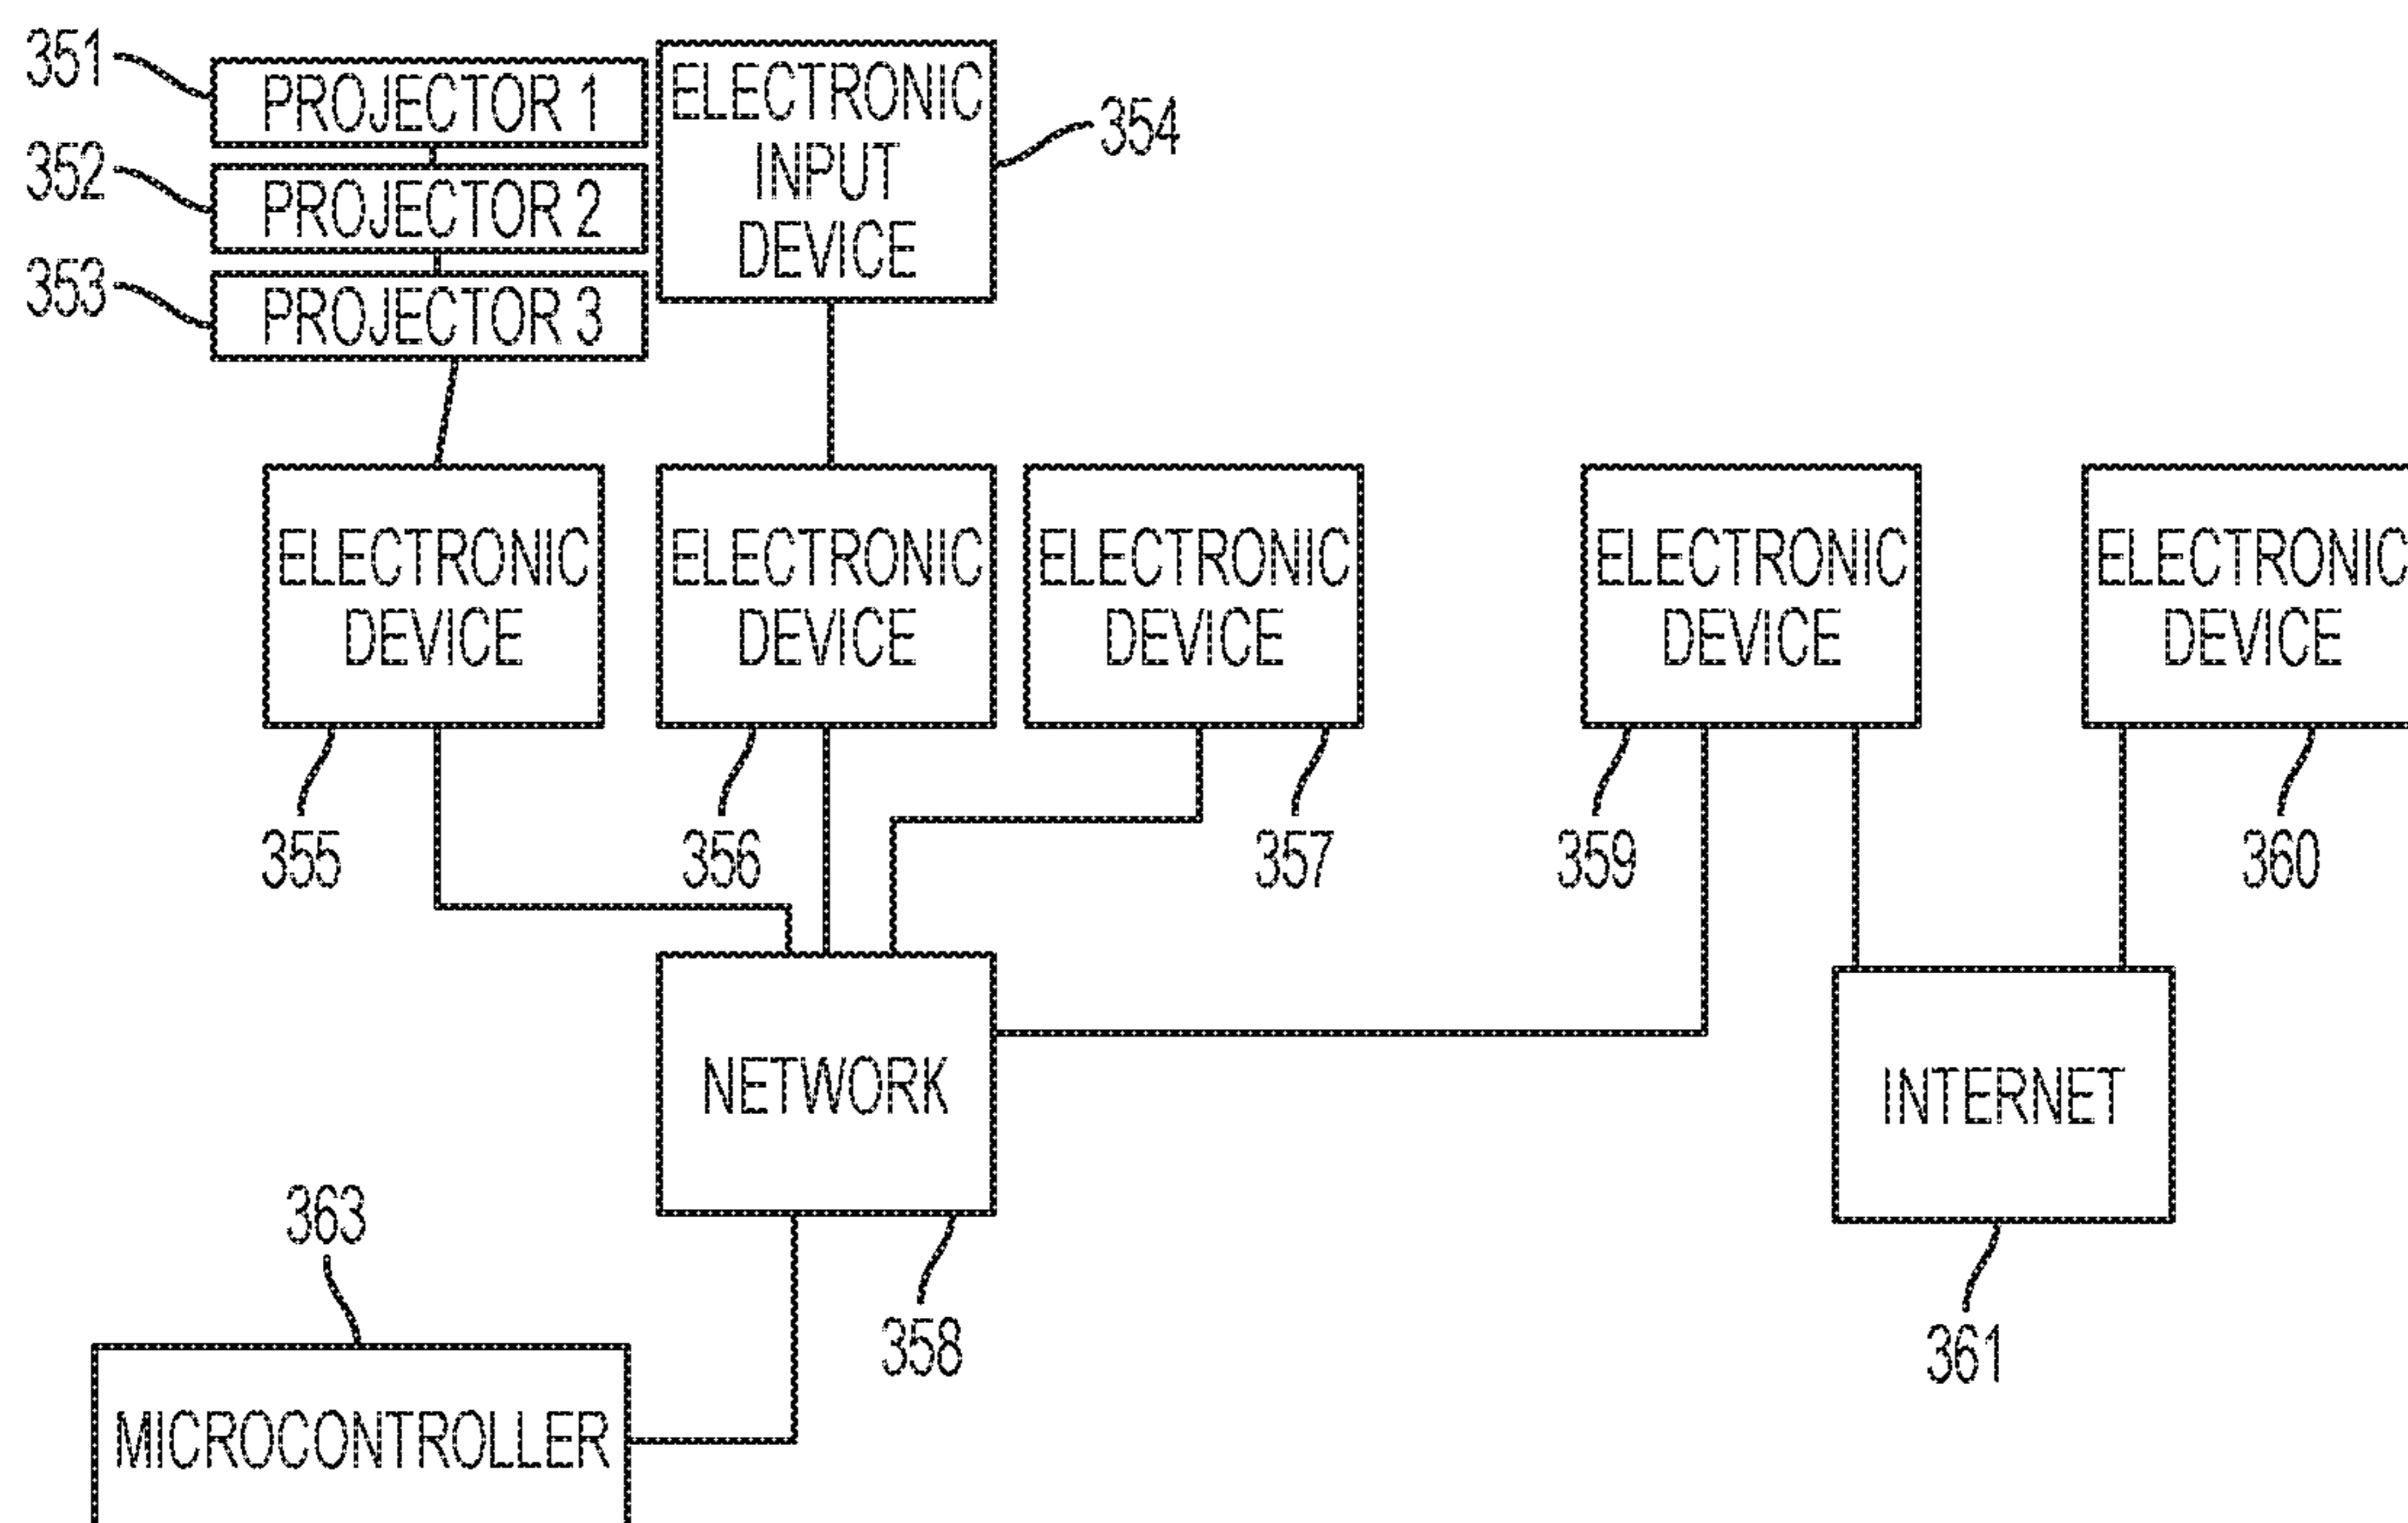 351
PROJECTOR 1
352
PROJECTOR 2
353
PROJECTOR 3
ELECTRONIC
INPUT
DEVICE
354
ELECTRONIC
DEVICE
355
ELECTRONIC
DEVICE
356
ELECTRONIC
DEVICE
357
ELECTRONIC
DEVICE
359
ELECTRONIC
DEVICE
360
NETWORK
358
INTERNET
361
363
MICROCONTROLLER